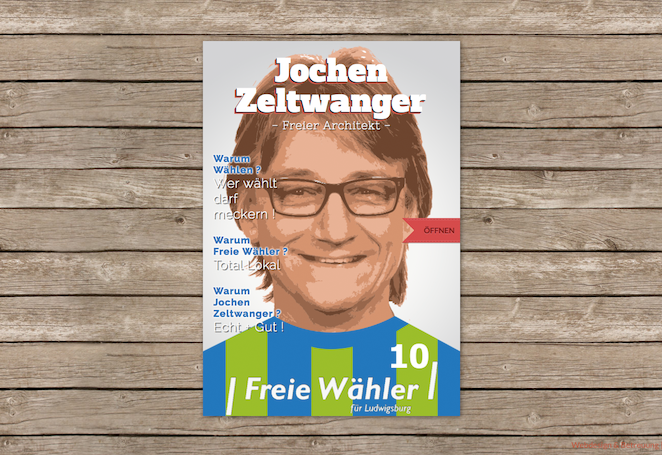 Jochen
Zeltwanger
– Freier Architekt –
Warum
Wählen ?
Wer wählt
darf
meckern !
ÖFFNEN
Warum
Freie Wähler ?
Total-Lokal
Warum
Jochen
Zeltwanger ?
Echt + Gut !
10
Freie Wähler
für Ludwigsburg